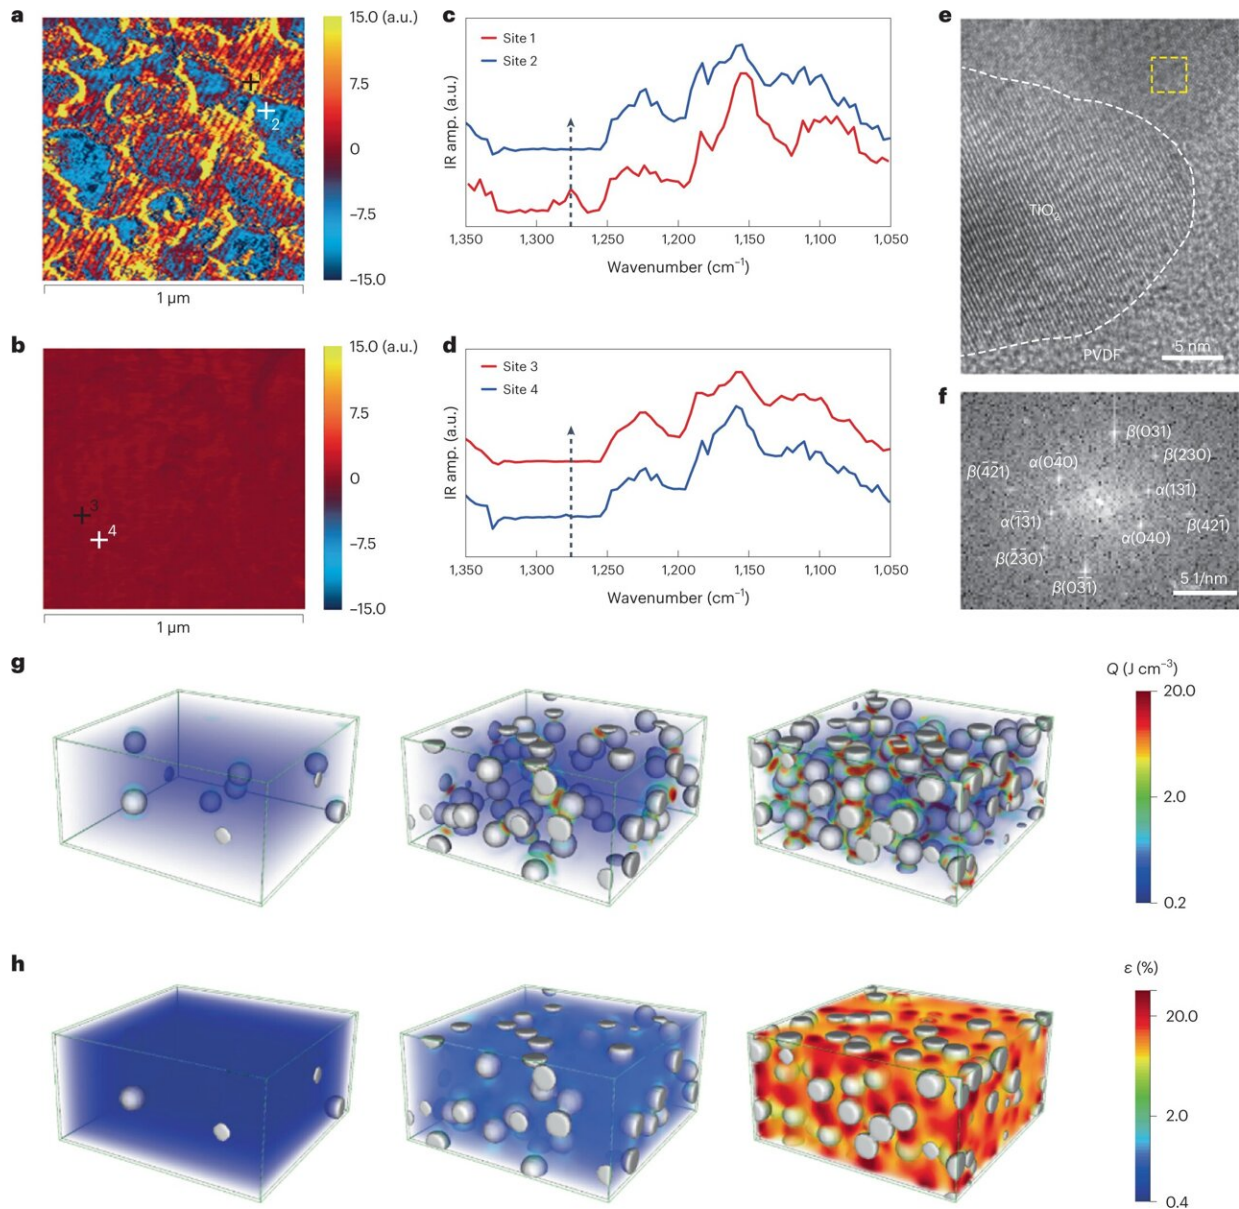 a
15.0 (a.u.)
7.5
0
−7.5
−15.0
2
1 µm
b
15.0 (a.u.)
7.5
0
−7.5
−15.0
3
4
1 µm
c
Site 1
Site 2
IR amp. (a.u.)
1,350 1,300 1,250 1,200 1,150 1,100 1,050
Wavenumber (cm⁻¹)
d
Site 3
Site 4
IR amp. (a.u.)
1,350 1,300 1,250 1,200 1,150 1,100 1,050
Wavenumber (cm⁻¹)
e
TiO₂
PVDF
5 nm
f
β(031)
β(230)
β(4̄2̄1)
α(040)
α(131̄)
α(1̄3̄1)
α(040)
β(421̄)
β(2̄30)
β(03̄1̄)
5 1/nm
g
Q (J cm⁻³)
20.0
2.0
0.2
h
ε (%)
20.0
2.0
0.4